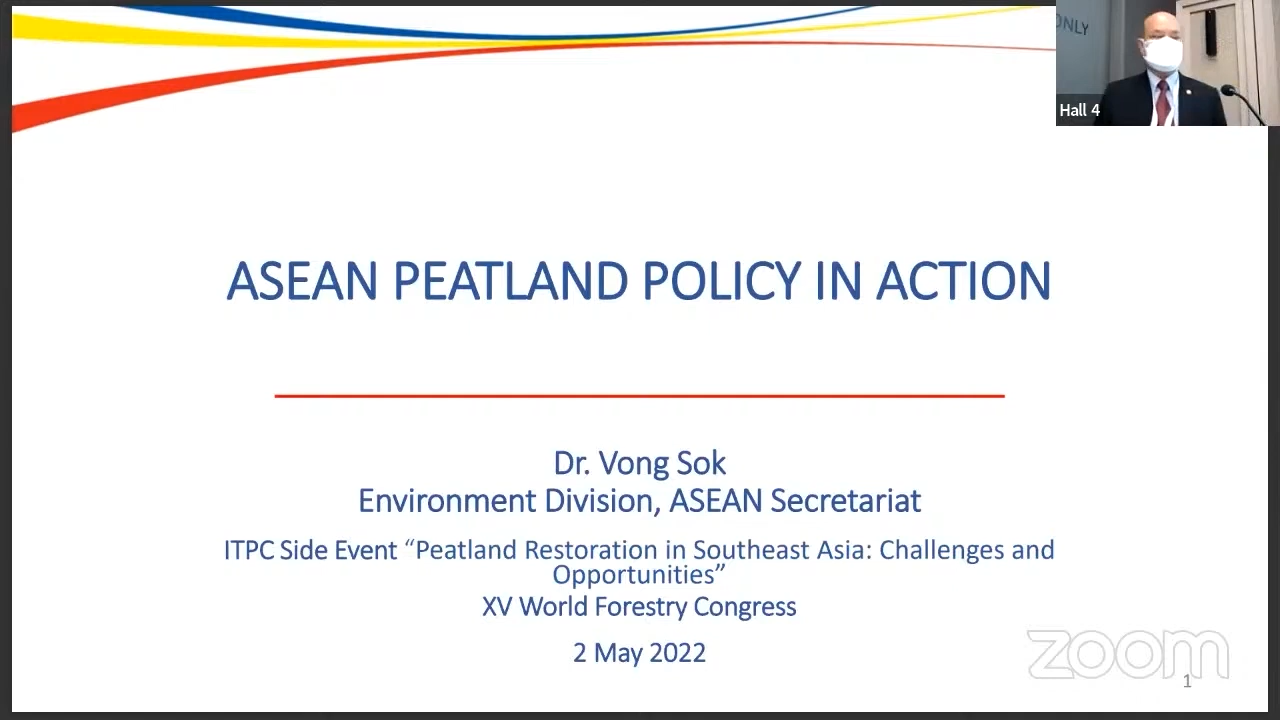 ONLY
Hall 4
ASEAN PEATLAND POLICY IN ACTION
Dr. Vong Sok
Environment Division, ASEAN Secretariat
ITPC Side Event “Peatland Restoration in Southeast Asia: Challenges and
Opportunities”
XV World Forestry Congress
2 May 2022
zoom
1